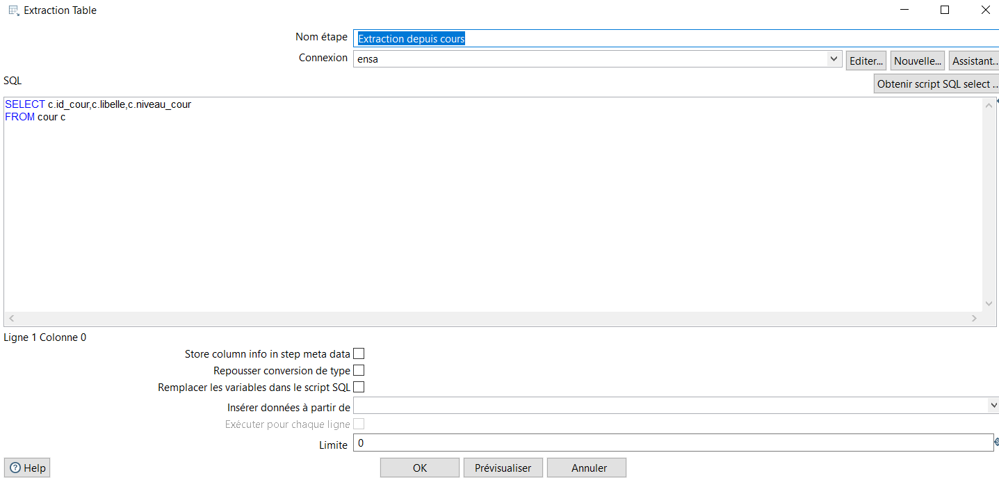 Extraction Table
Nom étape Extraction depuis cours
Connexion ensa Editer... Nouvelle... Assistant..
SQL Obtenir script SQL select ..
SELECT c.id_cour,c.libelle,c.niveau_cour
FROM cour c
Ligne 1 Colonne 0
Store column info in step meta data
Repousser conversion de type
Remplacer les variables dans le script SQL
Insérer données à partir de
Exécuter pour chaque ligne
Limite 0
Help OK Prévisualiser Annuler